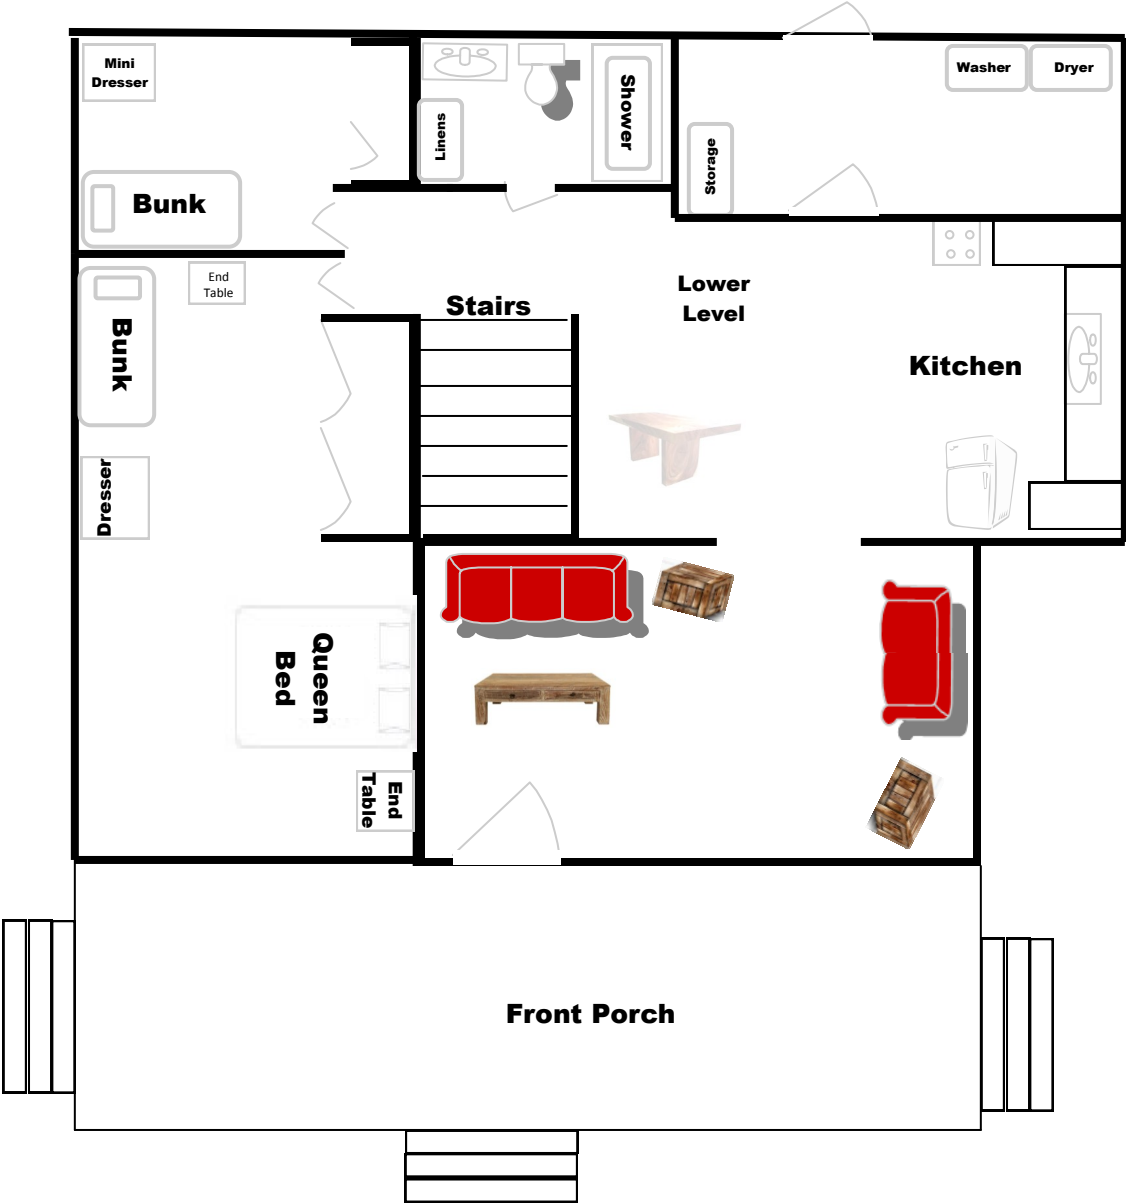 Mini
Dresser
Washer
Dryer
Shower
Linens
Storage
Bunk
End
Table
Lower
Level
Stairs
Bunk
Kitchen
Dresser
Queen
Bed
End
Table
Front Porch